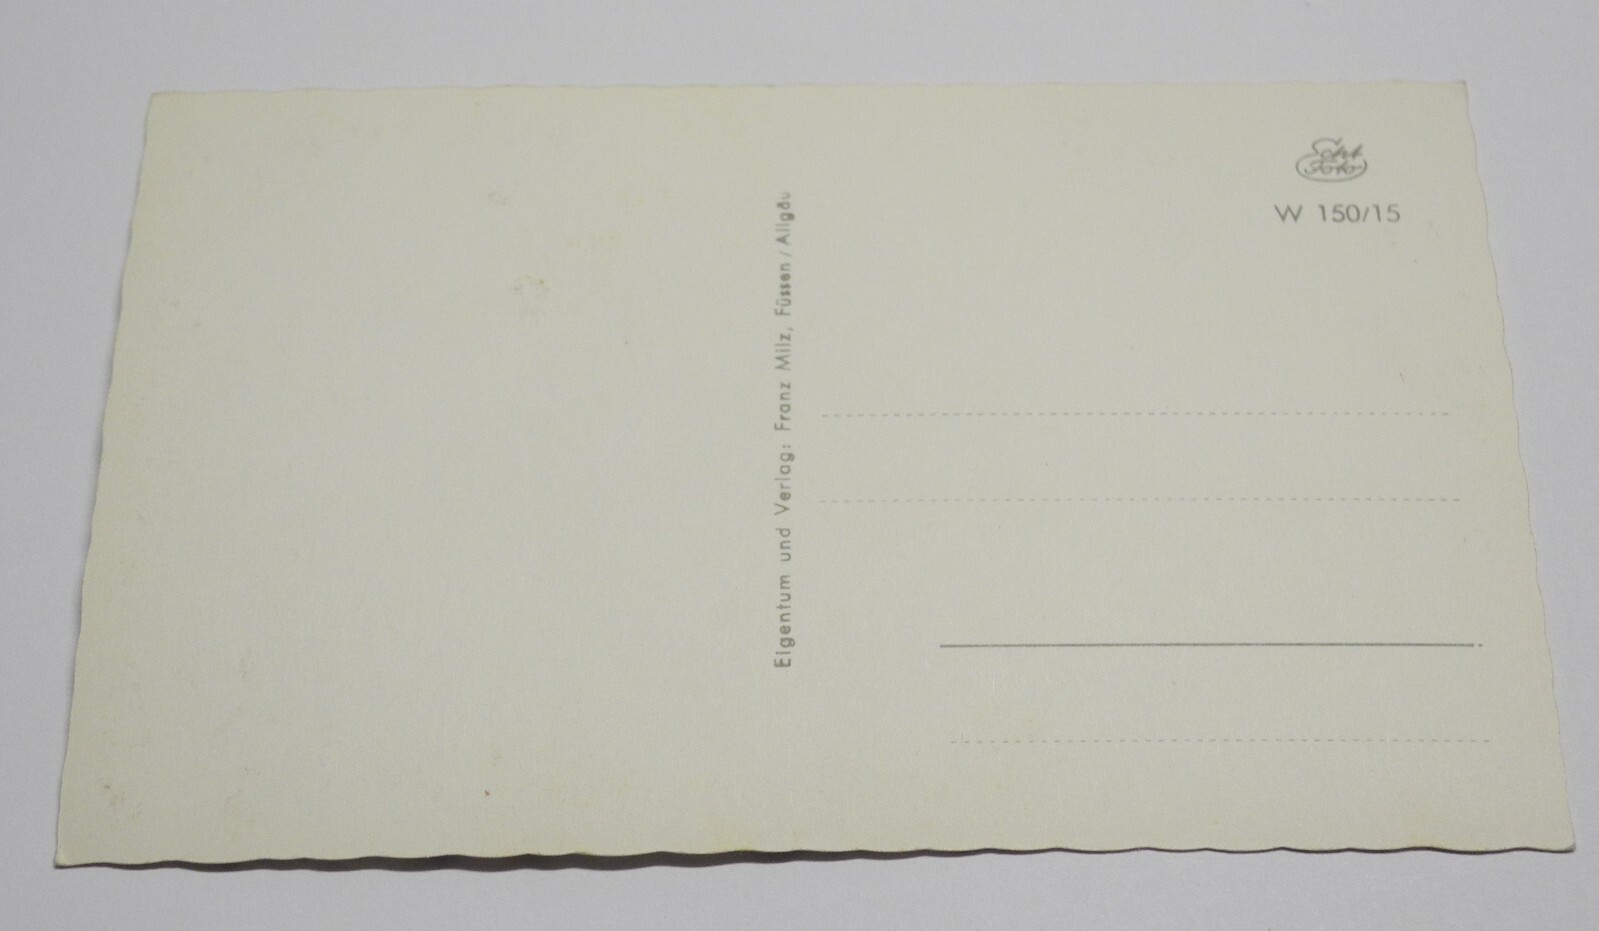 Echt
Foto
W 150/15
Eigentum und Verlag: Franz Milz, Füssen / Allgäu